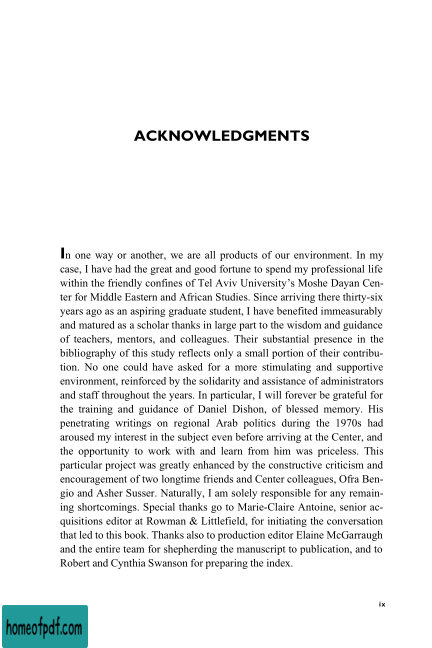 ACKNOWLEDGMENTS
In one way or another, we are all products of our environment. In my
case, I have had the great and good fortune to spend my professional life
within the friendly confines of Tel Aviv University’s Moshe Dayan Cen-
ter for Middle Eastern and African Studies. Since arriving there thirty-six
years ago as an aspiring graduate student, I have benefited immeasurably
and matured as a scholar thanks in large part to the wisdom and guidance
of teachers, mentors, and colleagues. Their substantial presence in the
bibliography of this study reflects only a small portion of their contribu-
tion. No one could have asked for a more stimulating and supportive
environment, reinforced by the solidarity and assistance of administrators
and staff throughout the years. In particular, I will forever be grateful for
the training and guidance of Daniel Dishon, of blessed memory. His
penetrating writings on regional Arab politics during the 1970s had
aroused my interest in the subject even before arriving at the Center, and
the opportunity to work with and learn from him was priceless. This
particular project was greatly enhanced by the constructive criticism and
encouragement of two longtime friends and Center colleagues, Ofra Ben-
gio and Asher Susser. Naturally, I am solely responsible for any remain-
ing shortcomings. Special thanks go to Marie-Claire Antoine, senior ac-
quisitions editor at Rowman & Littlefield, for initiating the conversation
that led to this book. Thanks also to production editor Elaine McGarraugh
and the entire team for shepherding the manuscript to publication, and to
Robert and Cynthia Swanson for preparing the index.
ix
homeofpdf.com